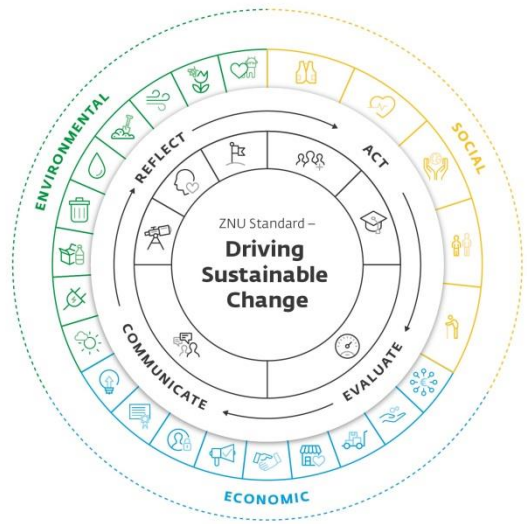 ENVIRONMENTAL
SOCIAL
REFLECT
ACT
ZNU Standard –
Driving
Sustainable
Change
COMMUNICATE
EVALUATE
ECONOMIC